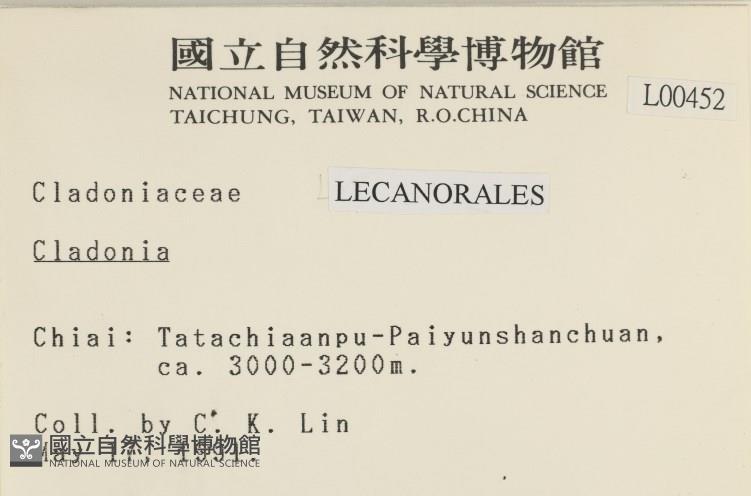 國立自然科學博物館
NATIONAL MUSEUM OF NATURAL SCIENCE
TAICHUNG, TAIWAN, R.O.CHINA
L00452
Cladoniaceae
LECANORALES
Cladonia
Chiai: Tatachiaanpu-Paiyunshanchuan,
ca. 3000-3200m.
Coll. by C. K. Lin
國立自然科學博物館
NATIONAL MUSEUM OF NATURAL SCIENCE
May 1991.